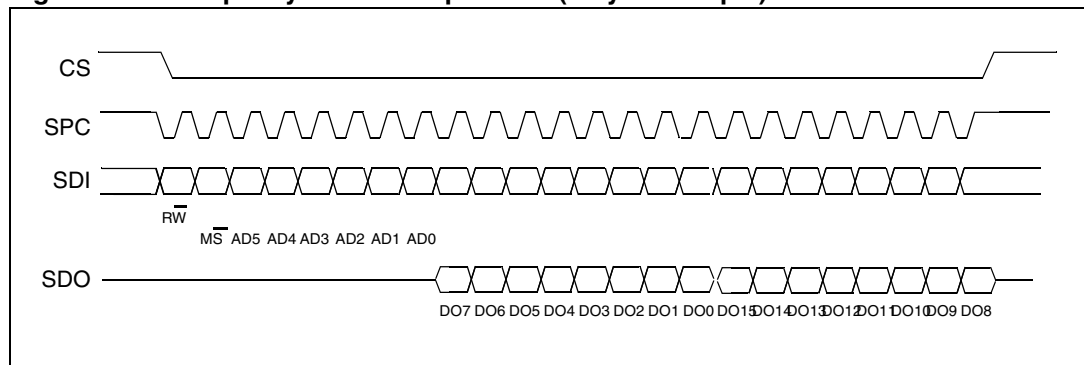 CS
SPC
SDI
RW
MS AD5 AD4 AD3 AD2 AD1 AD0
SDO
DO7 DO6 DO5 DO4 DO3 DO2 DO1 DO0 DO15 DO14 DO13 DO12 DO11 DO10 DO9 DO8